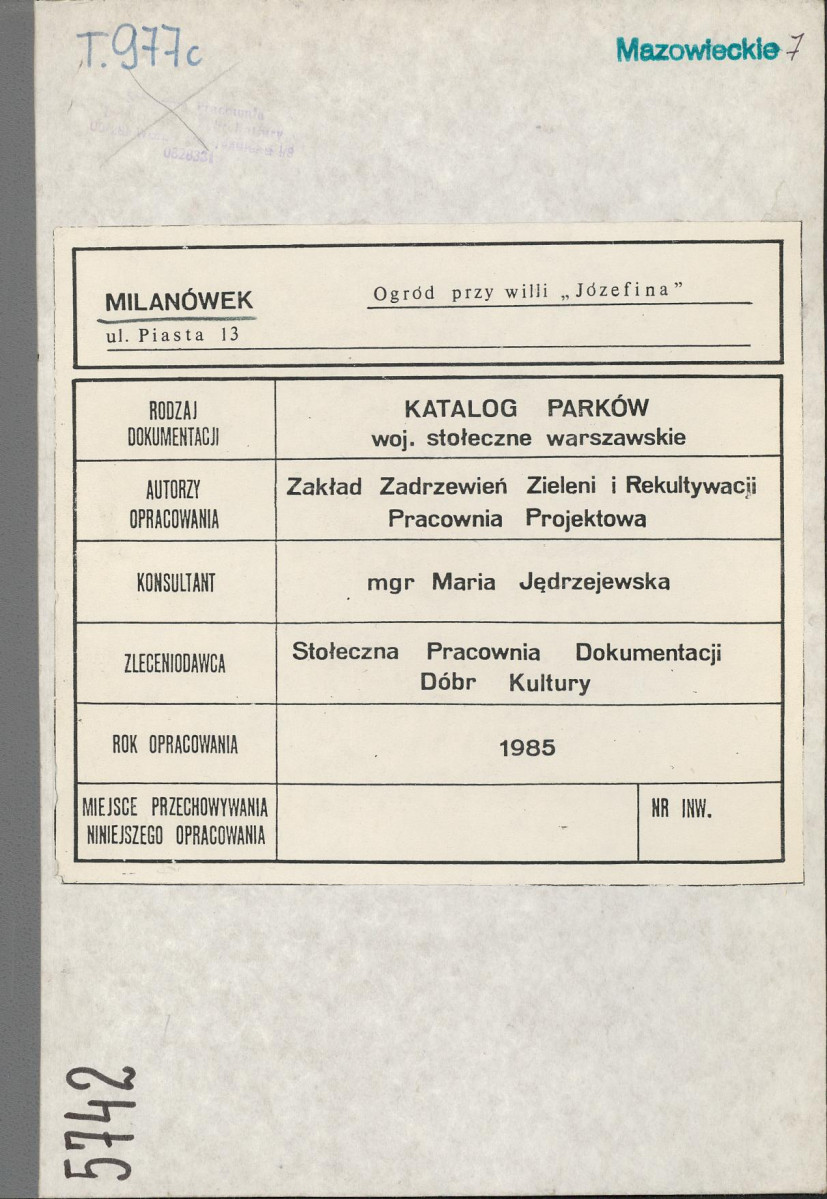 T.977c
Mazowieckie 7
MILANÓWEK
Ogród przy willi „Józefina”
ul. Piasta 13
RODZAJ DOKUMENTACJI
KATALOG PARKÓW
woj. stołeczne warszawskie
AUTORZY OPRACOWANIA
Zakład Zadrzewień Zieleni i Rekultywacji
Pracownia Projektowa
KONSULTANT
mgr Maria Jędrzejewska
ZLECENIODAWCA
Stołeczna Pracownia Dokumentacji
Dóbr Kultury
ROK OPRACOWANIA
1985
MIEJSCE PRZECHOWYWANIA
NINIEJSZEGO OPRACOWANIA
NR INW.
5742